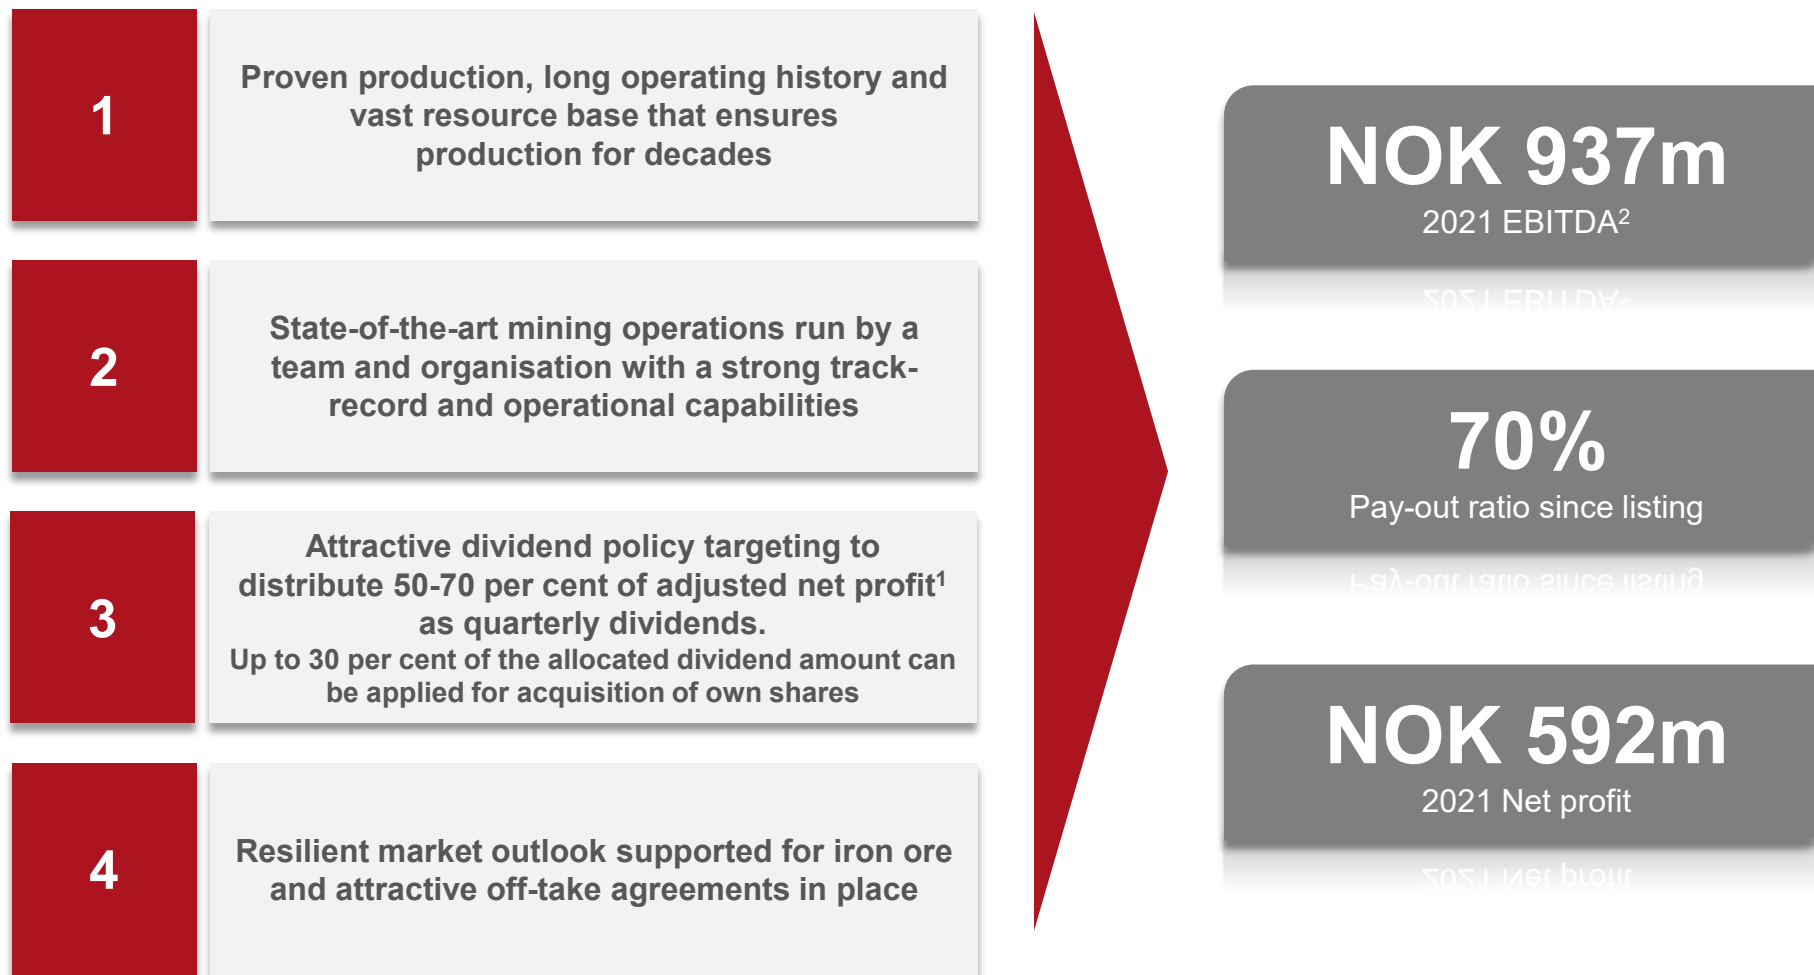 1
Proven production, long operating history and
vast resource base that ensures
production for decades
2
State-of-the-art mining operations run by a
team and organisation with a strong track-
record and operational capabilities
3
Attractive dividend policy targeting to
distribute 50-70 per cent of adjusted net profit¹
as quarterly dividends.
Up to 30 per cent of the allocated dividend amount can
be applied for acquisition of own shares
4
Resilient market outlook supported for iron ore
and attractive off-take agreements in place
NOK 937m
2021 EBITDA²
70%
Pay-out ratio since listing
NOK 592m
2021 Net profit